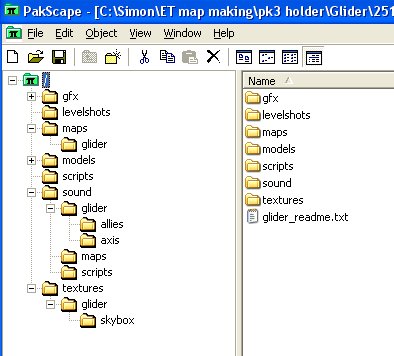 PakScape - [C:\Simon\ET map making\pk3 holder\Glider\251
File Edit Object View Window Help
/
gfx
levelshots
maps
glider
models
scripts
sound
glider
allies
axis
maps
scripts
textures
glider
skybox
Name
gfx
levelshots
maps
models
scripts
sound
textures
glider_readme.txt